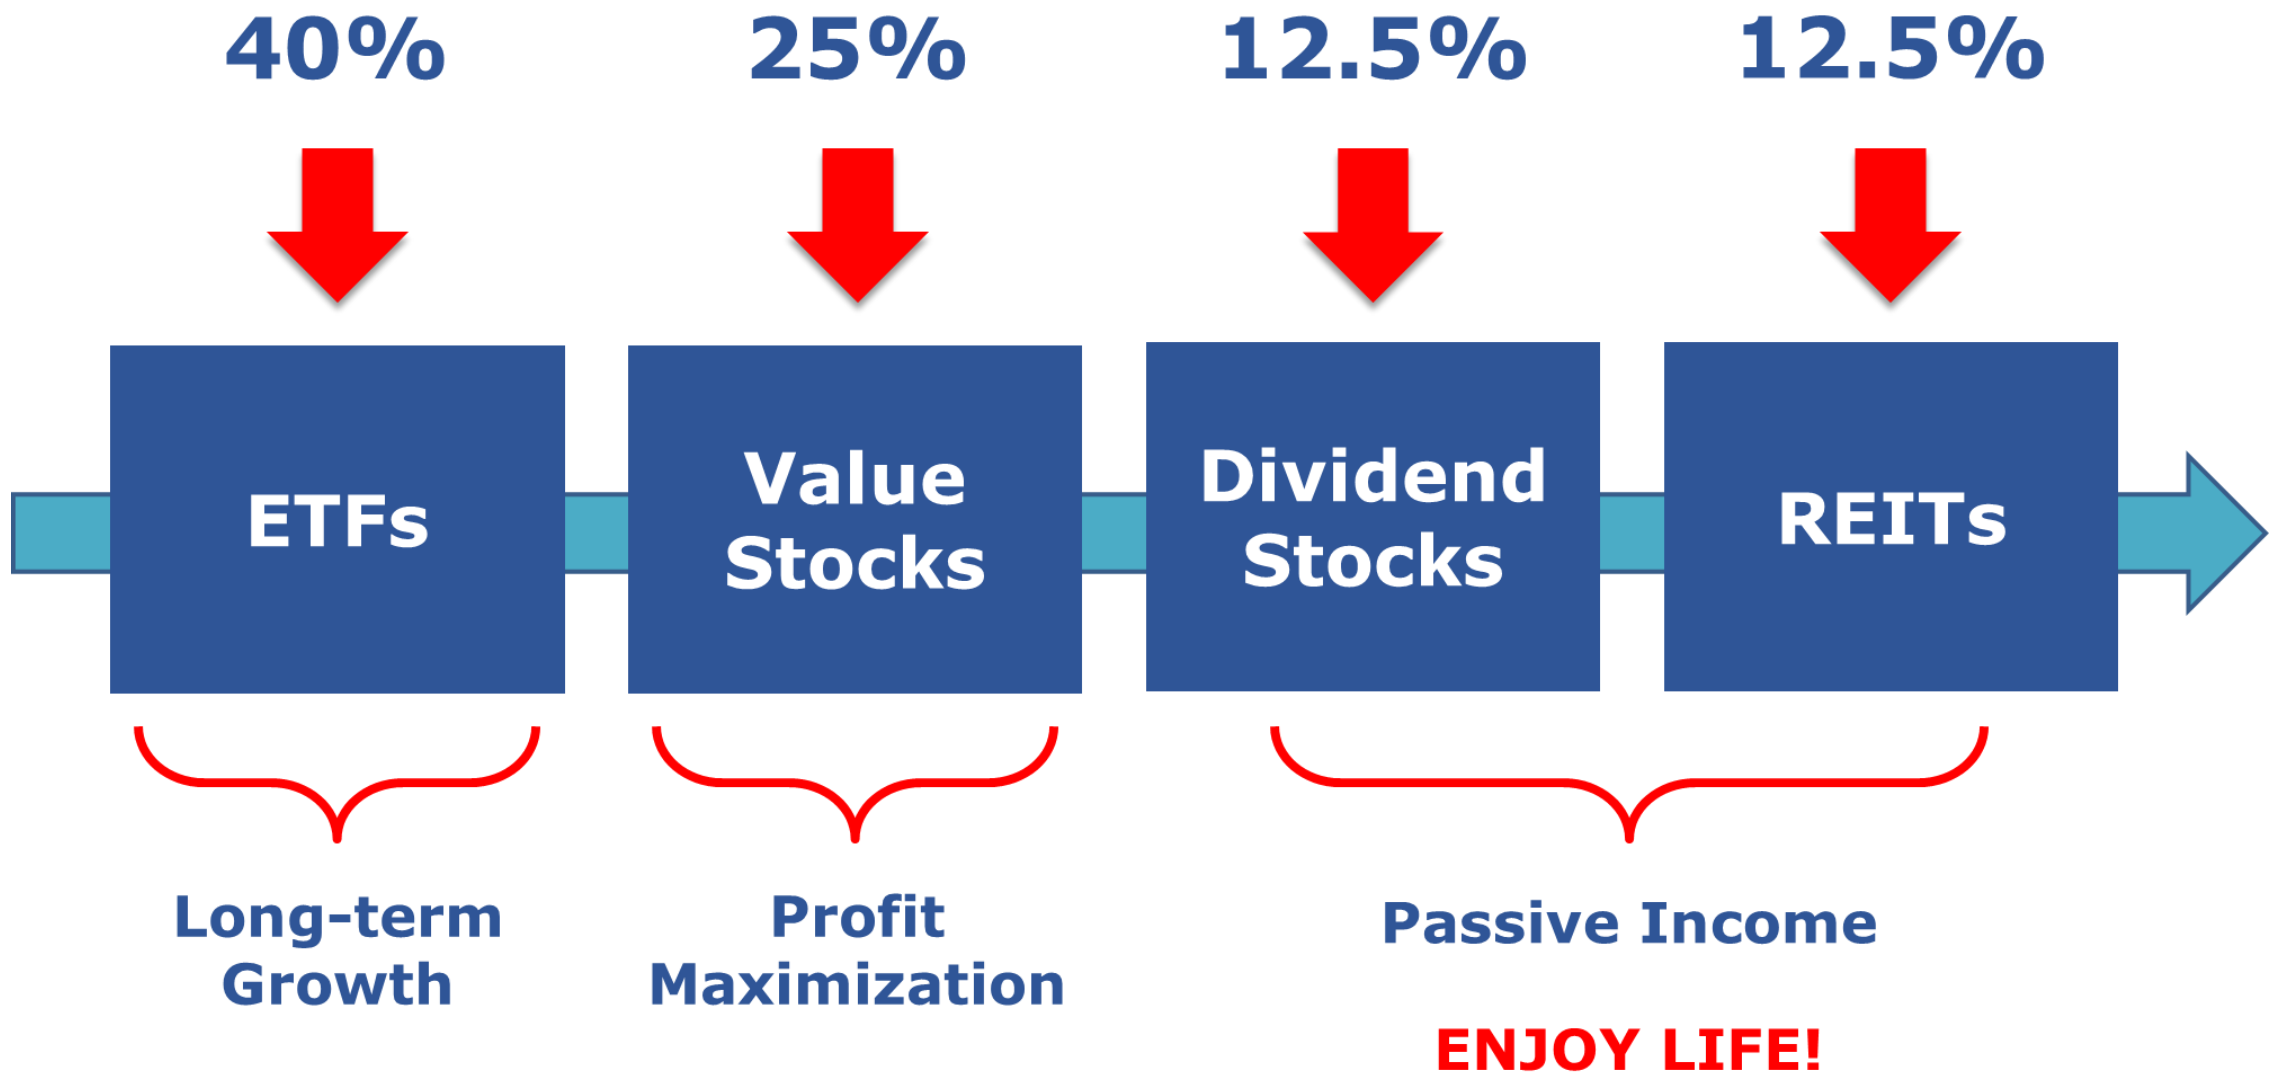 40%
25%
12.5%
12.5%
ETFs
Value
Stocks
Dividend
Stocks
REITs
Long-term
Growth
Profit
Maximization
Passive Income
ENJOY LIFE!